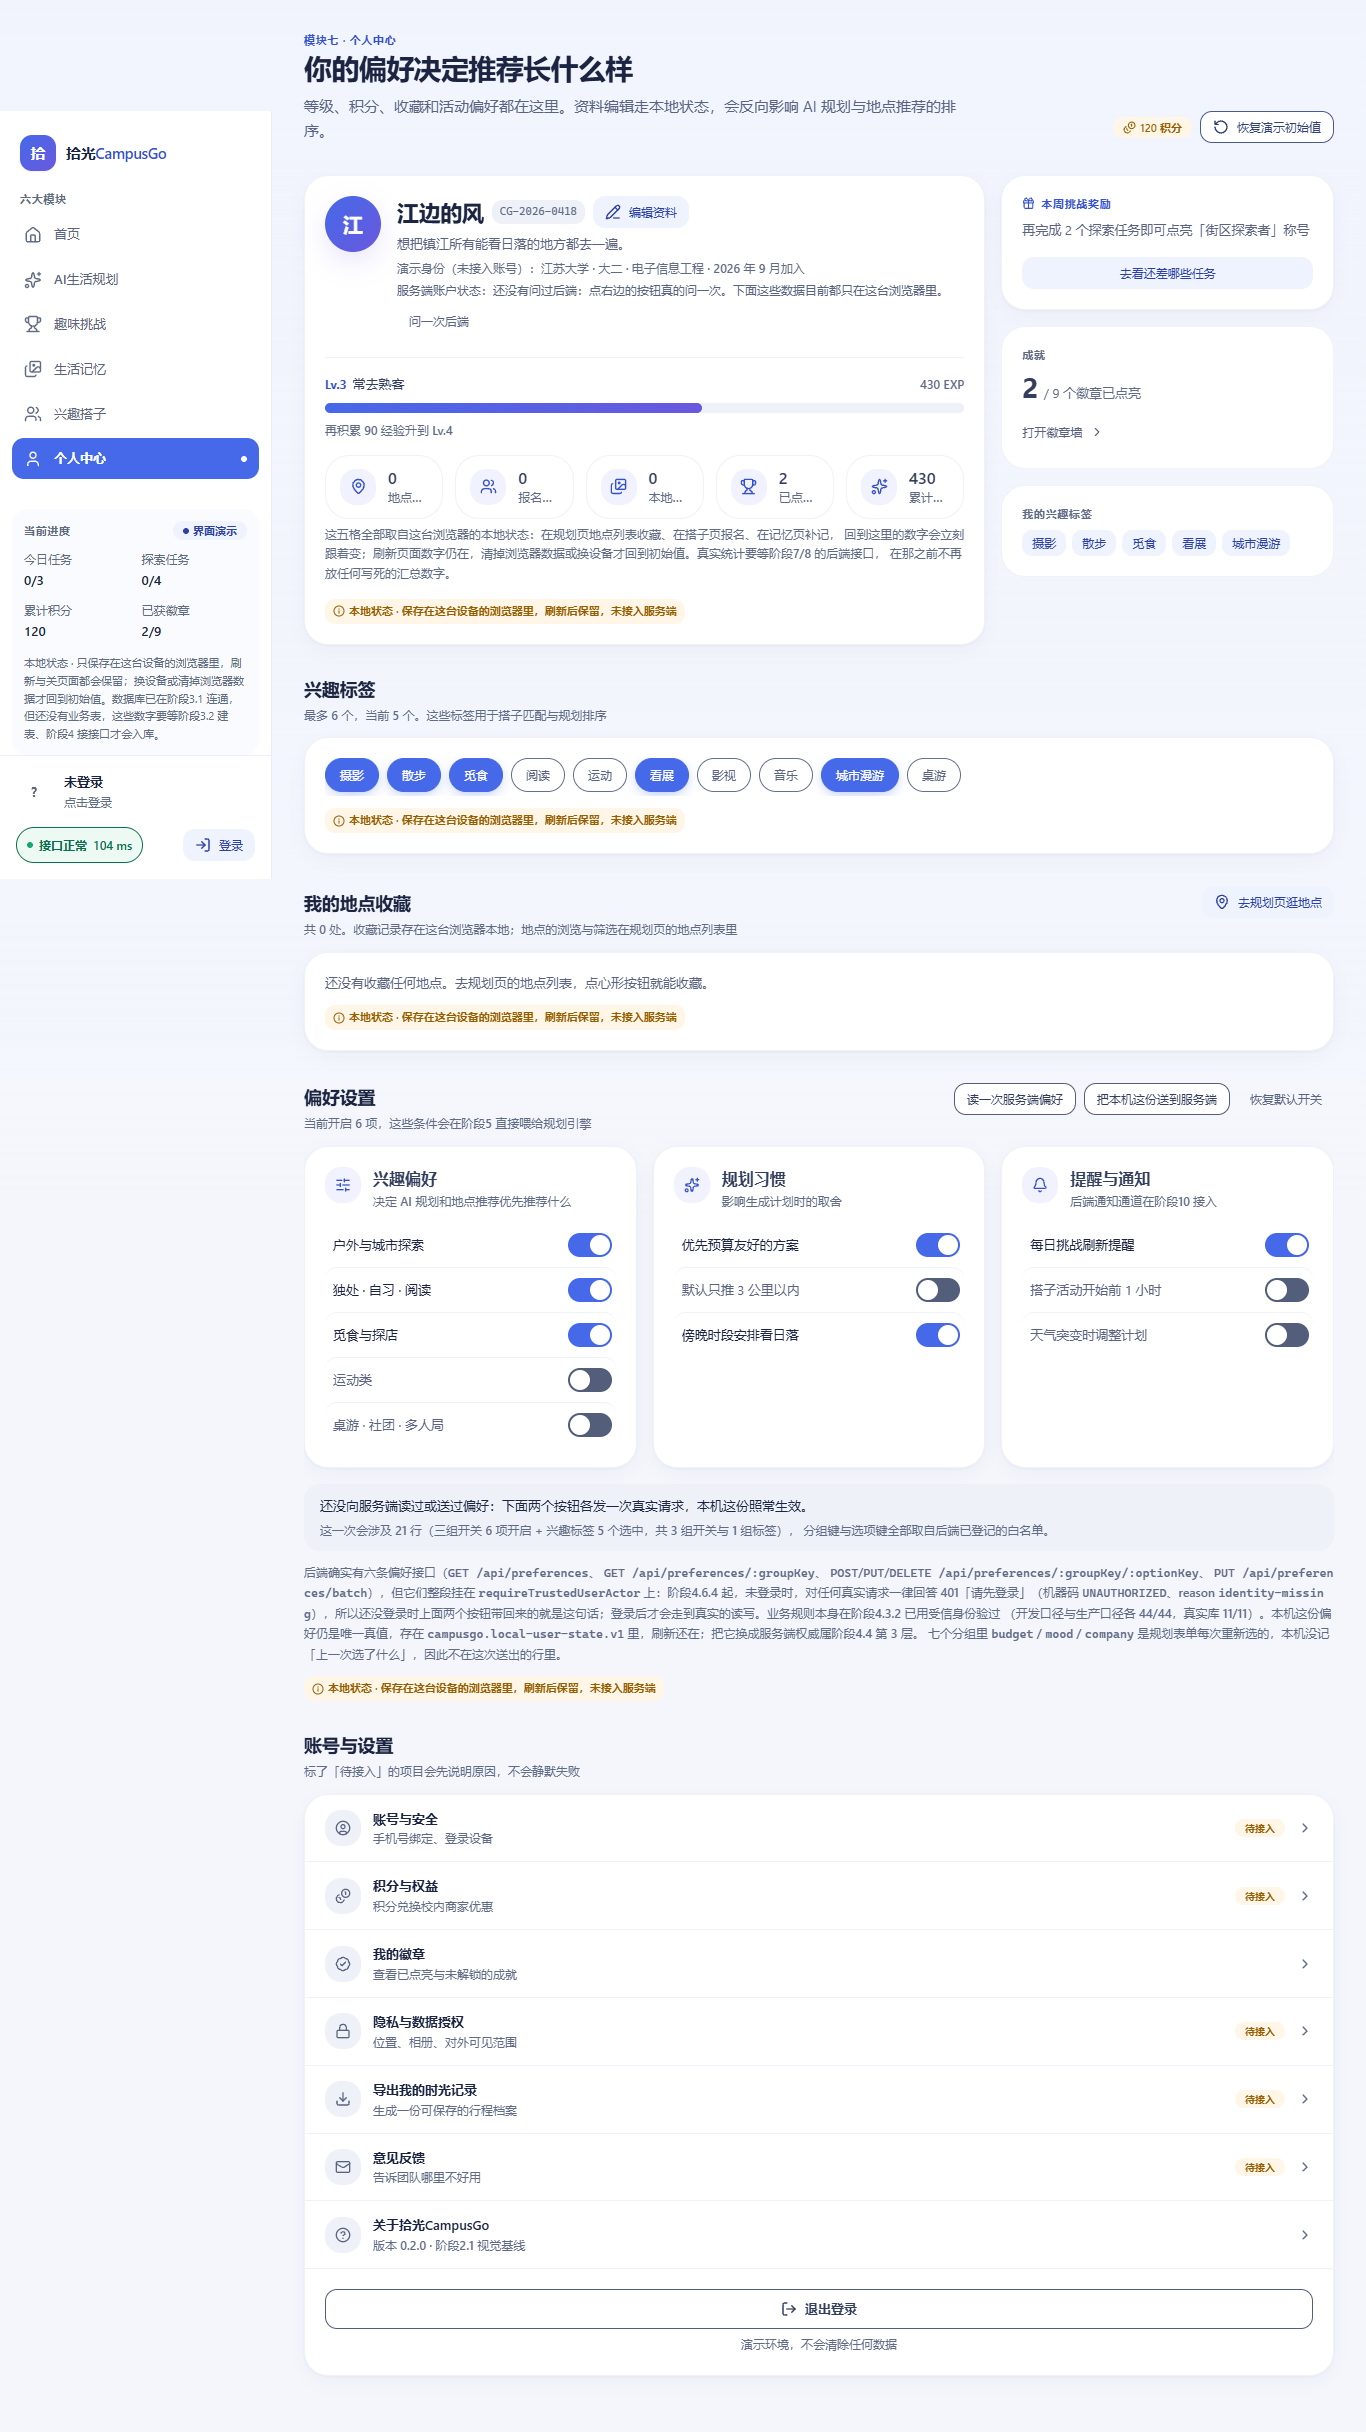 拾
拾光CampusGo
六大模块
首页
AI生活规划
趣味挑战
生活记忆
兴趣搭子
个人中心
当前进度
界面演示
今日任务
探索任务
0/3
0/4
累计积分
已获徽章
120
2/9
本地状态 · 只保存在这台设备的浏览器里，刷
新与关页面都会保留；换设备或清掉浏览器数
据才回到初始值。数据库已在阶段3.1 连通，
但还没有业务表，这些数字要等阶段3.2 建
表、阶段4 接接口才会入库。
?
未登录
点击登录
接口正常 104 ms
登录
模块七 · 个人中心
你的偏好决定推荐长什么样
等级、积分、收藏和活动偏好都在这里。资料编辑走本地状态，会反向影响 AI 规划与地点推荐的排
序。
120 积分
恢复演示初始值
江
江边的风
CG-2026-0418
编辑资料
想把镇江所有能看日落的地方都去一遍。
演示身份（未接入账号）：江苏大学 · 大二 · 电子信息工程 · 2026 年 9 月加入
服务端账户状态：还没有问过后端：点右边的按钮真的问一次。下面这些数据目前都只在这台浏览器里。
问一次后端
Lv.3 常去熟客
430 EXP
再积累 90 经验升到 Lv.4
0
地点...
0
报名...
0
本地...
2
已点...
430
累计...
这五格全部取自这台浏览器的本地状态：在规划页地点列表收藏、在搭子页报名、在记忆页补记， 回到这里的数字会立刻
跟着变；刷新页面数字仍在，清掉浏览器数据或换设备才回到初始值。真实统计要等阶段7/8 的后端接口， 在那之前不再
放任何写死的汇总数字。
本地状态 · 保存在这台设备的浏览器里，刷新后保留，未接入服务端
本周挑战奖励
再完成 2 个探索任务即可点亮「街区探索者」称号
去看还差哪些任务
成就
2 / 9 个徽章已点亮
打开徽章墙
我的兴趣标签
摄影
散步
觅食
看展
城市漫游
兴趣标签
最多 6 个，当前 5 个。这些标签用于搭子匹配与规划排序
摄影
散步
觅食
阅读
运动
看展
影视
音乐
城市漫游
桌游
本地状态 · 保存在这台设备的浏览器里，刷新后保留，未接入服务端
我的地点收藏
共 0 处。收藏记录存在这台浏览器本地；地点的浏览与筛选在规划页的地点列表里
去规划页逛地点
还没有收藏任何地点。去规划页的地点列表，点心形按钮就能收藏。
本地状态 · 保存在这台设备的浏览器里，刷新后保留，未接入服务端
偏好设置
当前开启 6 项，这些条件会在阶段5 直接喂给规划引擎
读一次服务端偏好
把本机这份送到服务端
恢复默认开关
兴趣偏好
决定 AI 规划和地点推荐优先推荐什么
户外与城市探索
独处 · 自习 · 阅读
觅食与探店
运动类
桌游 · 社团 · 多人局
规划习惯
影响生成计划时的取舍
优先预算友好的方案
默认只推 3 公里以内
傍晚时段安排看日落
提醒与通知
后端通知通道在阶段10 接入
每日挑战刷新提醒
搭子活动开始前 1 小时
天气突变时调整计划
还没向服务端读过或送过偏好：下面两个按钮各发一次真实请求，本机这份照常生效。
这一次会涉及 21 行（三组开关 6 项开启 + 兴趣标签 5 个选中，共 3 组开关与 1 组标签）， 分组键与选项键全部取自后端已登记的白名单。
后端确实有六条偏好接口（GET /api/preferences、 GET /api/preferences/:groupKey、 POST/PUT/DELETE /api/preferences/:groupKey/:optionKey、 PUT /api/preferen
ces/batch），但它们整段挂在 requireTrustedUserActor 上：阶段4.6.4 起，未登录时，对任何真实请求一律回答 401「请先登录」（机器码 UNAUTHORIZED、reason identity-missin
g），所以还没登录时上面两个按钮带回来的就是这句话；登录后才会走到真实的读写。业务规则本身在阶段4.3.2 已用受信身份验过 （开发口径与生产口径各 44/44，真实库 11/11）。本机这份偏
好仍是唯一真值，存在 campusgo.local-user-state.v1 里，刷新还在；把它换成服务端权威属阶段4.4 第 3 层。 七个分组里 budget / mood / company 是规划表单每次重新选的，本机没记
「上一次选了什么」，因此不在这次送出的行里。
本地状态 · 保存在这台设备的浏览器里，刷新后保留，未接入服务端
账号与设置
标了「待接入」的项目会先说明原因，不会静默失败
账号与安全
手机号绑定、登录设备
待接入
积分与权益
积分兑换校内商家优惠
待接入
我的徽章
查看已点亮与未解锁的成就
隐私与数据授权
位置、相册、对外可见范围
待接入
导出我的时光记录
生成一份可保存的行程档案
待接入
意见反馈
告诉团队哪里不好用
待接入
关于拾光CampusGo
版本 0.2.0 · 阶段2.1 视觉基线
退出登录
演示环境，不会清除任何数据